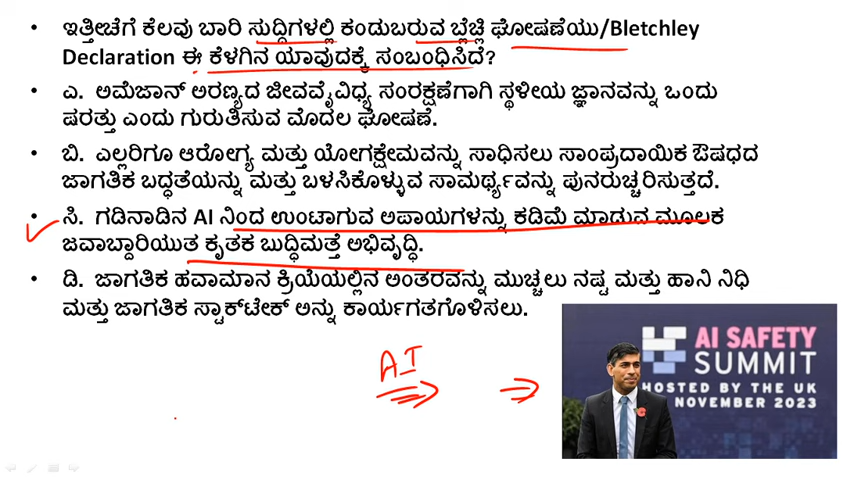 • ಇತ್ತೀಚೆಗೆ ಕೆಲವು ಬಾರಿ ಸುದ್ದಿಗಳಲ್ಲಿ ಕಂಡುಬರುವ ಬ್ಲೆಚ್ಲಿ ಘೋಷಣೆಯು/Bletchley
Declaration ಈ ಕೆಳಗಿನ ಯಾವುದಕ್ಕೆ ಸಂಬಂಧಿಸಿದೆ?
• ಎ. ಅಮೆಜಾನ್ ಅರಣ್ಯದ ಜೀವವೈವಿಧ್ಯ ಸಂರಕ್ಷಣೆಗಾಗಿ ಸ್ಥಳೀಯ ಜ್ಞಾನವನ್ನು ಒಂದು
ಷರತ್ತು ಎಂದು ಗುರುತಿಸುವ ಮೊದಲ ಘೋಷಣೆ.
• ಬಿ. ಎಲ್ಲರಿಗೂ ಆರೋಗ್ಯ ಮತ್ತು ಯೋಗಕ್ಷೇಮವನ್ನು ಸಾಧಿಸಲು ಸಾಂಪ್ರದಾಯಿಕ ಔಷಧದ
ಜಾಗತಿಕ ಬದ್ಧತೆಯನ್ನು ಮತ್ತು ಬಳಸಿಕೊಳ್ಳುವ ಸಾಮರ್ಥ್ಯವನ್ನು ಪುನರುಚ್ಚರಿಸುತ್ತದೆ.
• ಸಿ. ಗಡಿನಾಡಿನ AI ನಿಂದ ಉಂಟಾಗುವ ಅಪಾಯಗಳನ್ನು ಕಡಿಮೆ ಮಾಡುವ ಮೂಲಕ
ಜವಾಬ್ದಾರಿಯುತ ಕೃತಕ ಬುದ್ಧಿಮತ್ತೆ ಅಭಿವೃದ್ಧಿ.
• ಡಿ. ಜಾಗತಿಕ ಹವಾಮಾನ ಕ್ರಿಯೆಯಲ್ಲಿನ ಅಂತರವನ್ನು ಮುಚ್ಚಲು ನಷ್ಟ ಮತ್ತು ಹಾನಿ ನಿಧಿ
ಮತ್ತು ಜಾಗತಿಕ ಸ್ಟಾಕ್‌ಟೇಕ್ ಅನ್ನು ಕಾರ್ಯಗತಗೊಳಿಸಲು.
AI
AI SAFETY
SUMMIT
HOSTED BY THE UK
NOVEMBER 2023